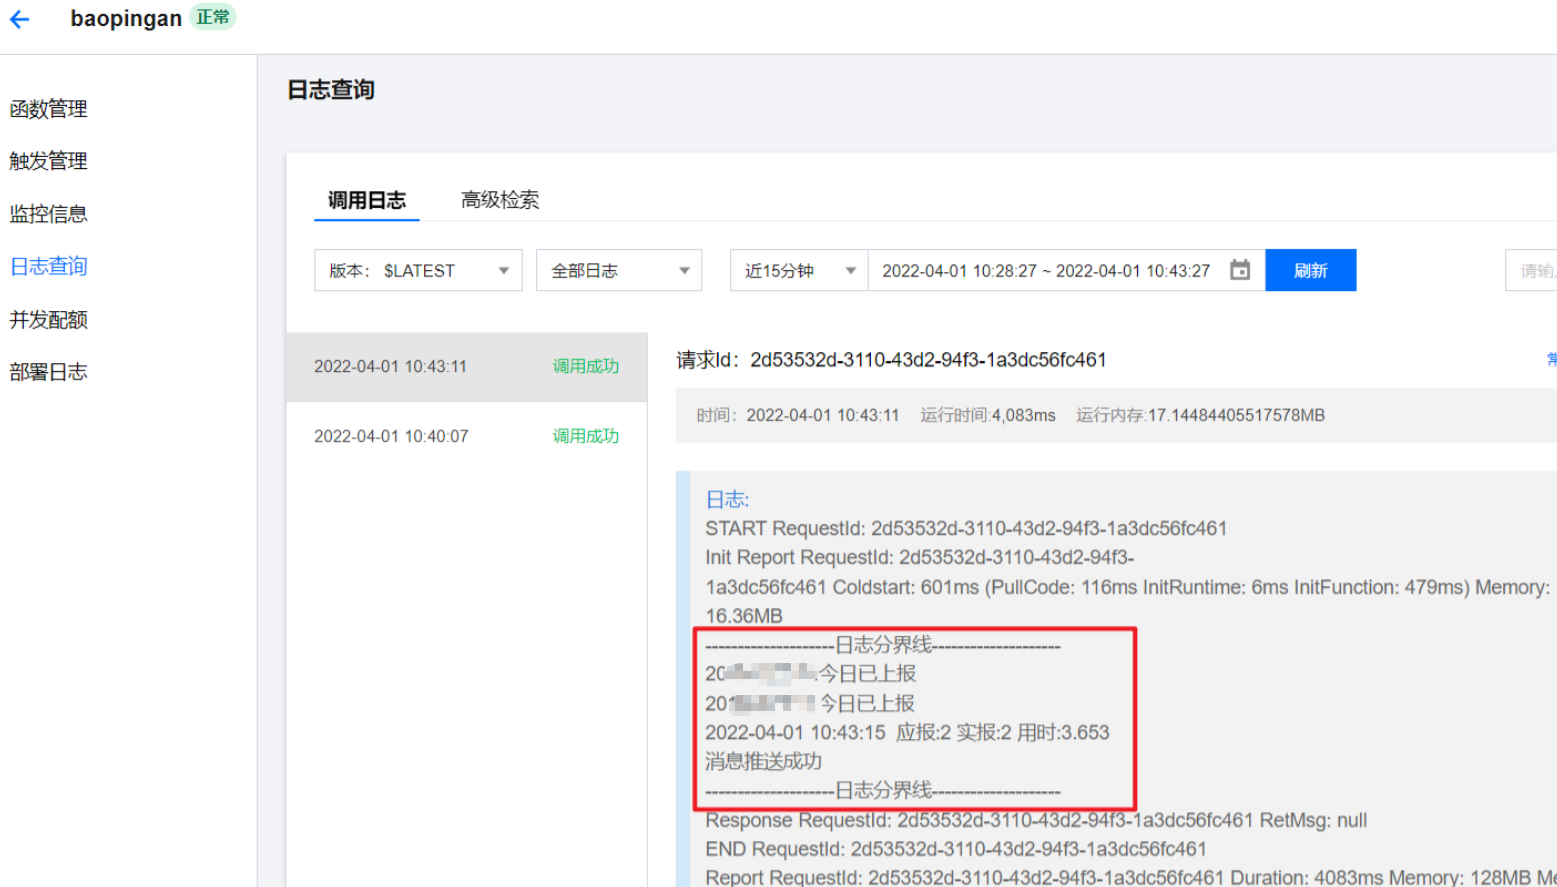 baopingan 正常
函数管理
触发管理
监控信息
日志查询
并发配额
部署日志
日志查询
调用日志 高级检索
版本: $LATEST 全部日志 近15分钟 2022-04-01 10:28:27 ~ 2022-04-01 10:43:27 刷新 请输
2022-04-01 10:43:11 调用成功
2022-04-01 10:40:07 调用成功
请求Id: 2d53532d-3110-43d2-94f3-1a3dc56fc461
时间: 2022-04-01 10:43:11 运行时间:4,083ms 运行内存:17.14484405517578MB
日志:
START RequestId: 2d53532d-3110-43d2-94f3-1a3dc56fc461
Init Report RequestId: 2d53532d-3110-43d2-94f3-
1a3dc56fc461 Coldstart: 601ms (PullCode: 116ms InitRuntime: 6ms InitFunction: 479ms) Memory:
16.36MB
--------------------日志分界线--------------------
20 今日已上报
201 今日已上报
2022-04-01 10:43:15 应报:2 实报:2 用时:3.653
消息推送成功
--------------------日志分界线--------------------
Response RequestId: 2d53532d-3110-43d2-94f3-1a3dc56fc461 RetMsg: null
END RequestId: 2d53532d-3110-43d2-94f3-1a3dc56fc461
Report RequestId: 2d53532d-3110-43d2-94f3-1a3dc56fc461 Duration: 4083ms Memory: 128MB M